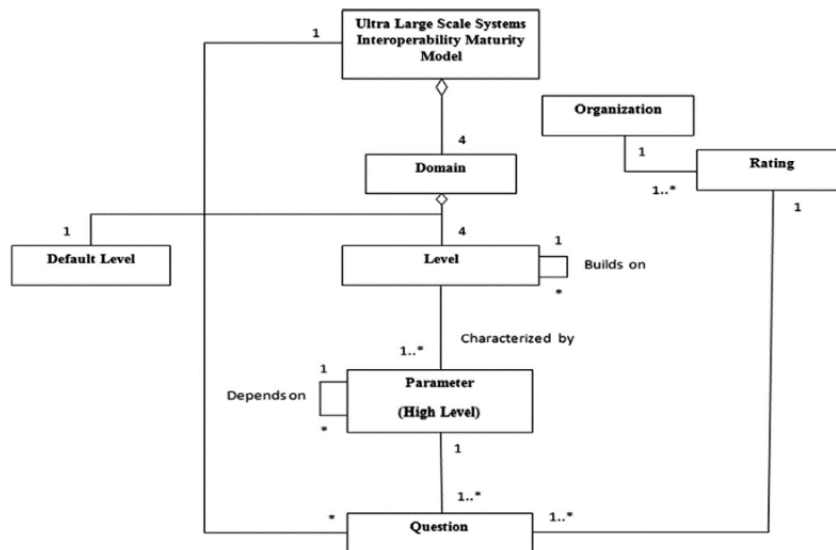 Ultra Large Scale Systems
Interoperability Maturity
Model
1
Organization
4
1
Domain
Rating
1..*
1
1
4
1
Default Level
Level
Builds on
*
Characterized by
1..*
1
Parameter
Depends on
(High Level)
*
1
1..*
*
1..*
Question